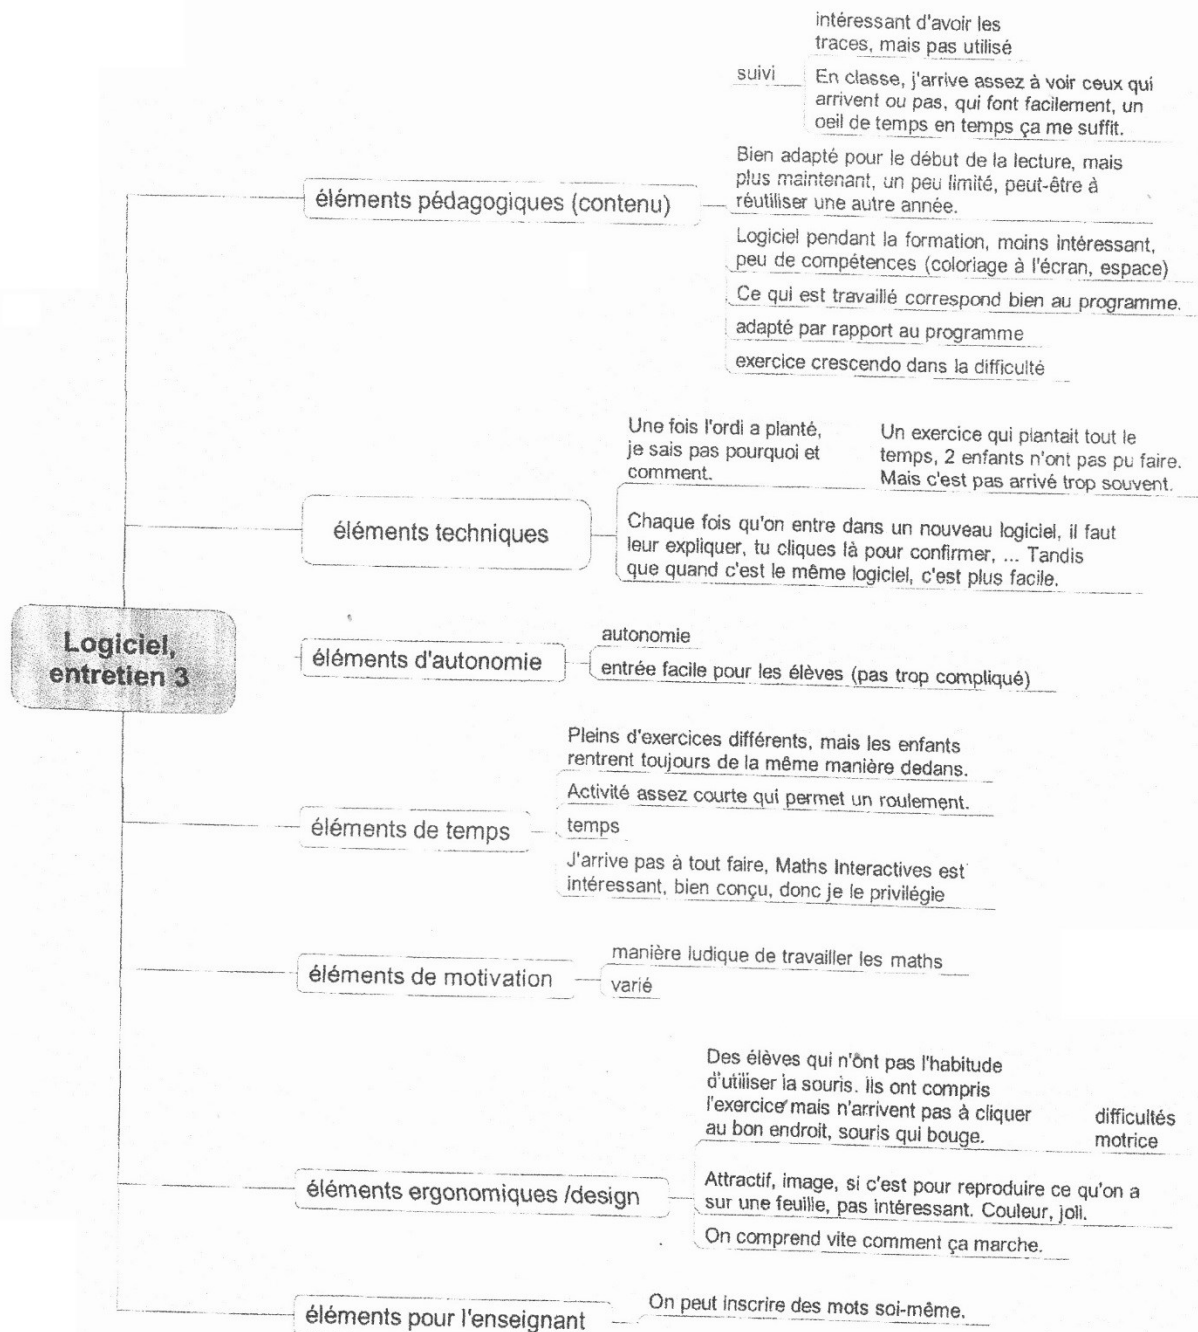 intéressant d'avoir les
traces, mais pas utilisé
suivi
En classe, j'arrive assez à voir ceux qui
arrivent ou pas, qui font facilement, un
oeil de temps en temps ça me suffit.
éléments pédagogiques (contenu)
Bien adapté pour le début de la lecture, mais
plus maintenant, un peu limité, peut-être à
réutiliser une autre année.
Logiciel pendant la formation, moins intéressant,
peu de compétences (coloriage à l'écran, espace)
Ce qui est travaillé correspond bien au programme.
adapté par rapport au programme
exercice crescendo dans la difficulté
éléments techniques
Une fois l'ordi a planté,
je sais pas pourquoi et
comment.
Un exercice qui plantait tout le
temps, 2 enfants n'ont pas pu faire.
Mais c'est pas arrivé trop souvent.
Chaque fois qu'on entre dans un nouveau logiciel, il faut
leur expliquer, tu cliques là pour confirmer, ... Tandis
que quand c'est le même logiciel, c'est plus facile.
Logiciel,
entretien 3
éléments d'autonomie
autonomie
entrée facile pour les élèves (pas trop compliqué)
éléments de temps
Pleins d'exercices différents, mais les enfants
rentrent toujours de la même manière dedans.
Activité assez courte qui permet un roulement.
temps
J'arrive pas à tout faire, Maths Interactives est
intéressant, bien conçu, donc je le privilégie
éléments de motivation
manière ludique de travailler les maths
varié
éléments ergonomiques /design
Des élèves qui n'ont pas l'habitude
d'utiliser la souris. Ils ont compris
l'exercice mais n'arrivent pas à cliquer
au bon endroit, souris qui bouge.
difficultés
motrice
Attractif, image, si c'est pour reproduire ce qu'on a
sur une feuille, pas intéressant. Couleur, joli.
On comprend vite comment ça marche.
éléments pour l'enseignant
On peut inscrire des mots soi-même.